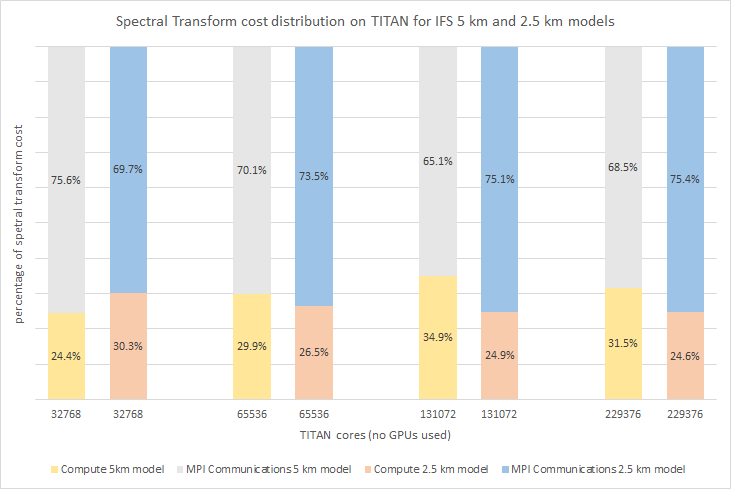 Spectral Transform cost distribution on TITAN for IFS 5 km and 2.5 km models
percentage of spetral transform cost
75.6% 69.7% 70.1% 73.5% 65.1% 75.1% 68.5% 75.4%
24.4% 30.3% 29.9% 26.5% 34.9% 24.9% 31.5% 24.6%
32768 32768 65536 65536 131072 131072 229376 229376
TITAN cores (no GPUs used)
Compute 5km model MPI Communications 5 km model Compute 2.5 km model MPI Communications 2.5 km model